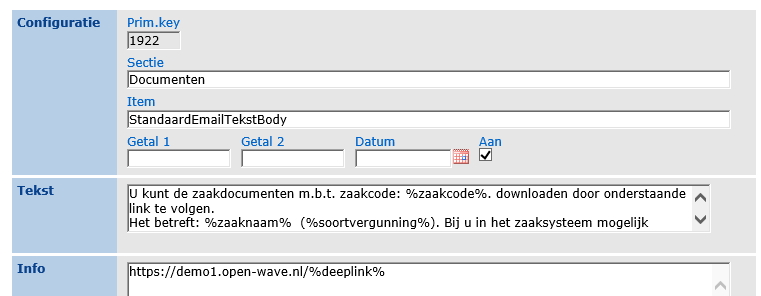 Configuratie
Prim.key
1922
Sectie
Documenten
Item
StandaardEmailTekstBody
Getal 1 Getal 2 Datum Aan
Tekst
U kunt de zaakdocumenten m.b.t. zaakcode: %zaakcode%. downloaden door onderstaande
link te volgen.
Het betreft: %zaaknaam% (%soortvergunning%). Bij u in het zaaksysteem mogelijk
Info
https://demo1.open-wave.nl/%deeplink%